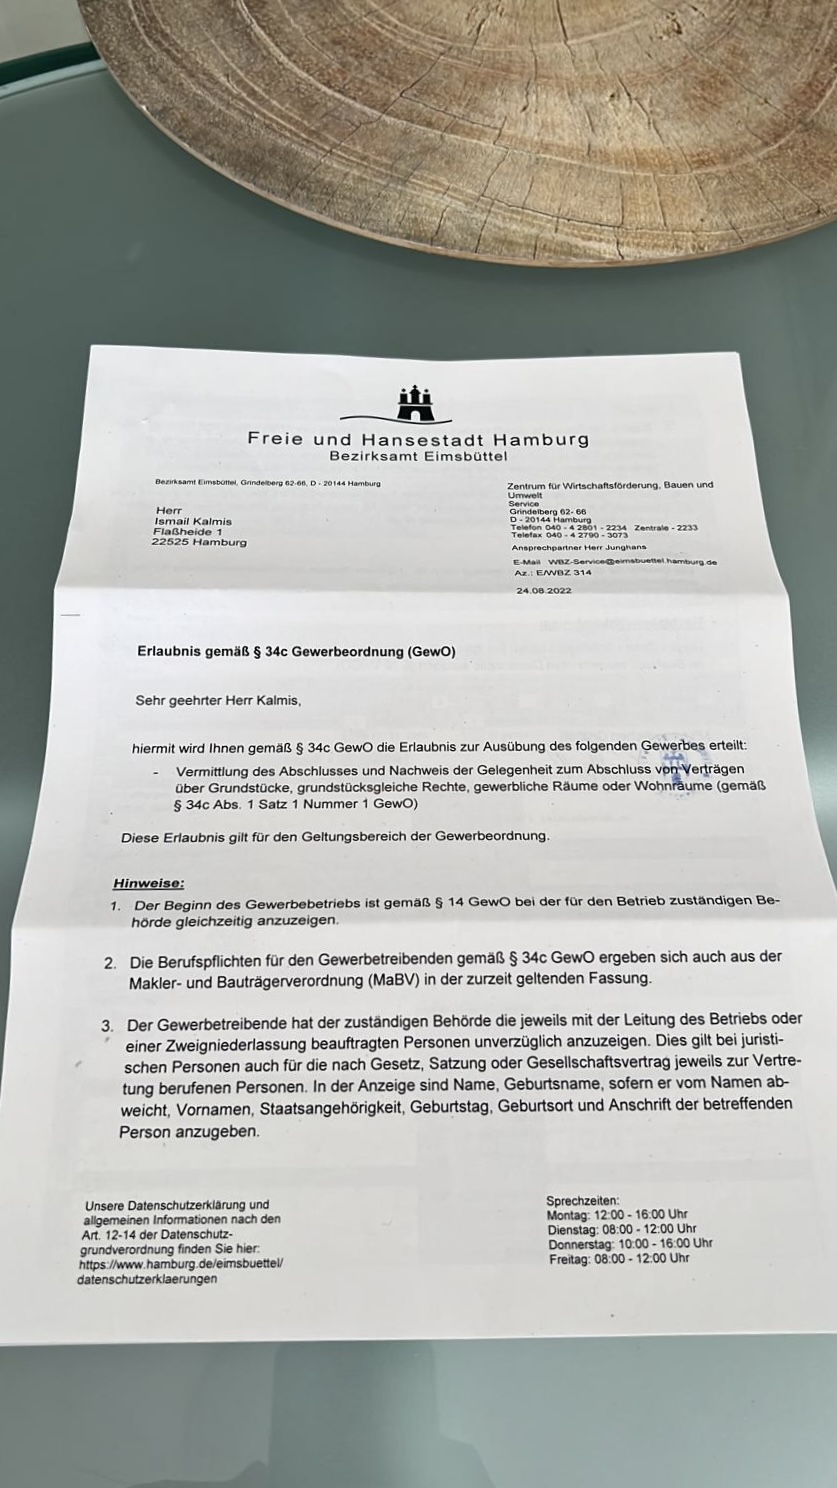 Freie und Hansestadt Hamburg
Bezirksamt Eimsbüttel
Bezirksamt Eimsbüttel, Grindelberg 62-66, D - 20144 Hamburg
Herr
Ismail Kalmis
Flaßheide 1
22525 Hamburg
Zentrum für Wirtschaftsförderung, Bauen und
Umwelt
Service
Grindelberg 62- 66
D - 20144 Hamburg
Telefon 040 - 4 2801 - 2234 Zentrale - 2233
Telefax 040 - 4 2790 - 3073
Ansprechpartner Herr Junghans
E-Mail WBZ-Service@eimsbuettel.hamburg.de
Az.: E/WBZ 314
24.08.2022
Erlaubnis gemäß § 34c Gewerbeordnung (GewO)
Sehr geehrter Herr Kalmis,
hiermit wird Ihnen gemäß § 34c GewO die Erlaubnis zur Ausübung des folgenden Gewerbes erteilt:
- Vermittlung des Abschlusses und Nachweis der Gelegenheit zum Abschluss von Verträgen
über Grundstücke, grundstücksgleiche Rechte, gewerbliche Räume oder Wohnräume (gemäß
§ 34c Abs. 1 Satz 1 Nummer 1 GewO)
Diese Erlaubnis gilt für den Geltungsbereich der Gewerbeordnung.
Hinweise:
1. Der Beginn des Gewerbebetriebs ist gemäß § 14 GewO bei der für den Betrieb zuständigen Be-
hörde gleichzeitig anzuzeigen.
2. Die Berufspflichten für den Gewerbetreibenden gemäß § 34c GewO ergeben sich auch aus der
Makler- und Bauträgerverordnung (MaBV) in der zurzeit geltenden Fassung.
3. Der Gewerbetreibende hat der zuständigen Behörde die jeweils mit der Leitung des Betriebs oder
einer Zweigniederlassung beauftragten Personen unverzüglich anzuzeigen. Dies gilt bei juristi-
schen Personen auch für die nach Gesetz, Satzung oder Gesellschaftsvertrag jeweils zur Vertre-
tung berufenen Personen. In der Anzeige sind Name, Geburtsname, sofern er vom Namen ab-
weicht, Vornamen, Staatsangehörigkeit, Geburtstag, Geburtsort und Anschrift der betreffenden
Person anzugeben.
Unsere Datenschutzerklärung und
allgemeinen Informationen nach den
Art. 12-14 der Datenschutz-
grundverordnung finden Sie hier:
https://www.hamburg.de/eimsbuettel/
datenschutzerklaerungen
Sprechzeiten:
Montag: 12:00 - 16:00 Uhr
Dienstag: 08:00 - 12:00 Uhr
Donnerstag: 10:00 - 16:00 Uhr
Freitag: 08:00 - 12:00 Uhr